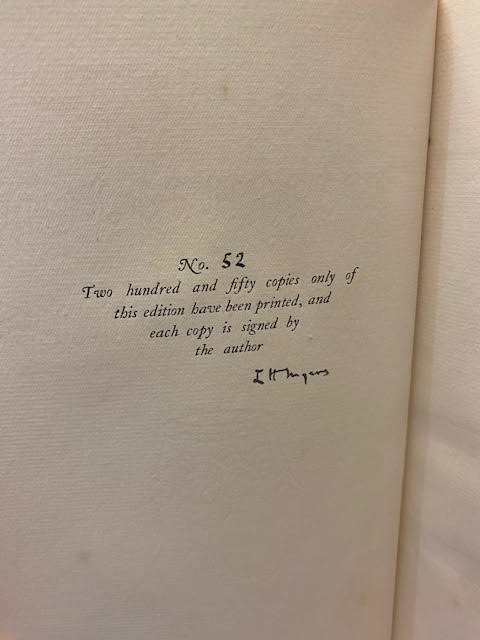 No. 52
Two hundred and fifty copies only of
this edition have been printed, and
each copy is signed by
the author
L H Myers